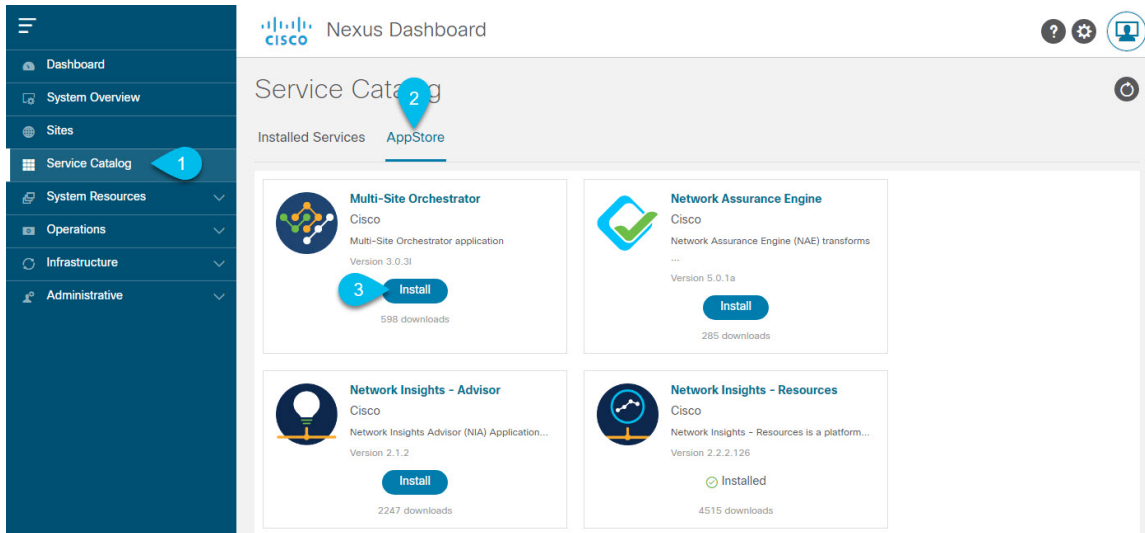 CISCO Nexus Dashboard
?
Dashboard
System Overview
Sites
Service Catalog 1
System Resources
Operations
Infrastructure
Administrative
Service Catalog
2
Installed Services AppStore
Multi-Site Orchestrator
Cisco
Multi-Site Orchestrator application
Version 3.0.3l
3 Install
598 downloads
Network Assurance Engine
Cisco
Network Assurance Engine (NAE) transforms
...
Version 5.0.1a
Install
285 downloads
Network Insights - Advisor
Cisco
Network Insights Advisor (NIA) Application...
Version 2.1.2
Install
2247 downloads
Network Insights - Resources
Cisco
Network Insights - Resources is a platform...
Version 2.2.2.126
Installed
4515 downloads